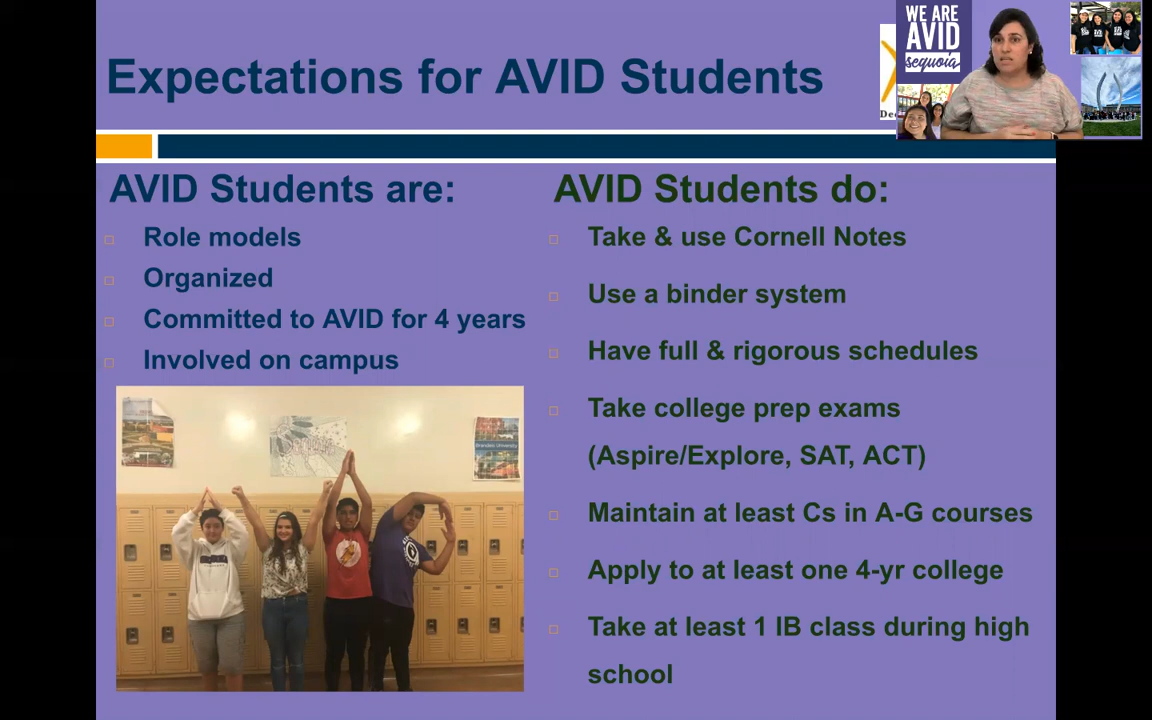 Expectations for AVID Students
WE ARE
AVID
sequoia
AVID Students are:
Role models
Organized
Committed to AVID for 4 years
Involved on campus
AVID Students do:
Take & use Cornell Notes
Use a binder system
Have full & rigorous schedules
Take college prep exams
(Aspire/Explore, SAT, ACT)
Maintain at least Cs in A-G courses
Apply to at least one 4-yr college
Take at least 1 IB class during high
school
Brandeis University